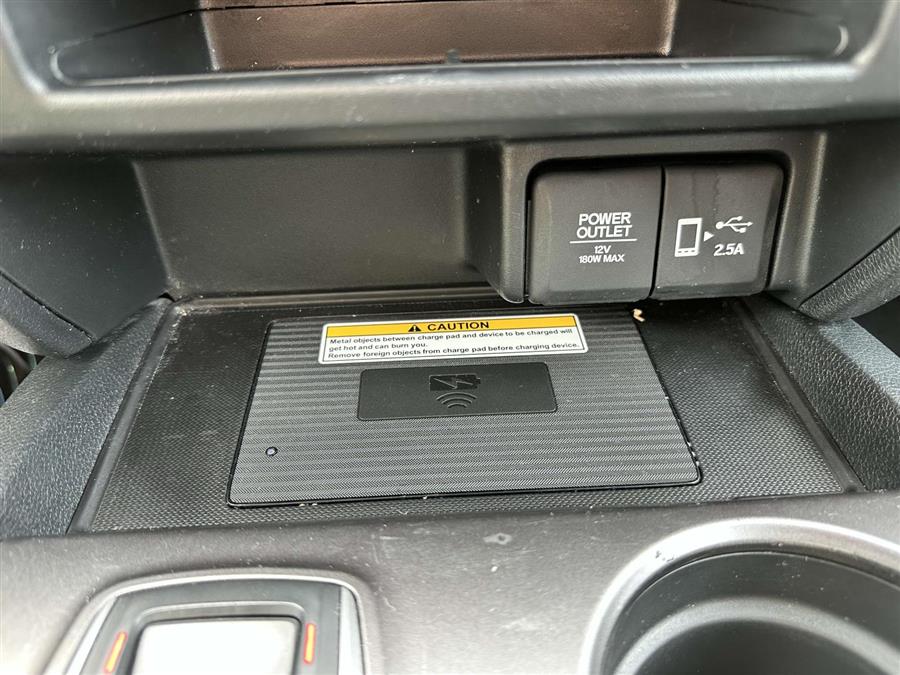 POWER
OUTLET
12V
180W MAX
2.5A
CAUTION
Metal objects between charge pad and device to be charged will
get hot and can burn you.
Remove foreign objects from charge pad before charging device.